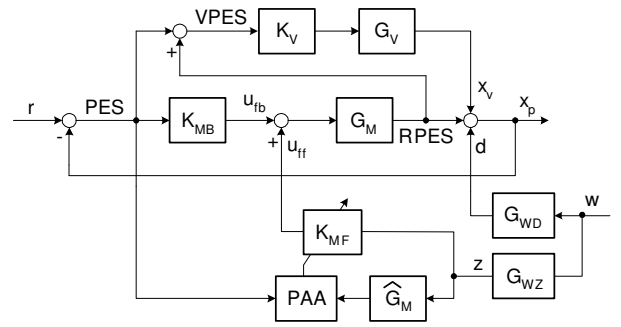 VPES K_V G_V
+
x_v
r PES u_fb x_p
K_MB G_M
- + u_ff RPES d
w
G_WD
K_MF
z G_WZ
PAA Ĝ_M